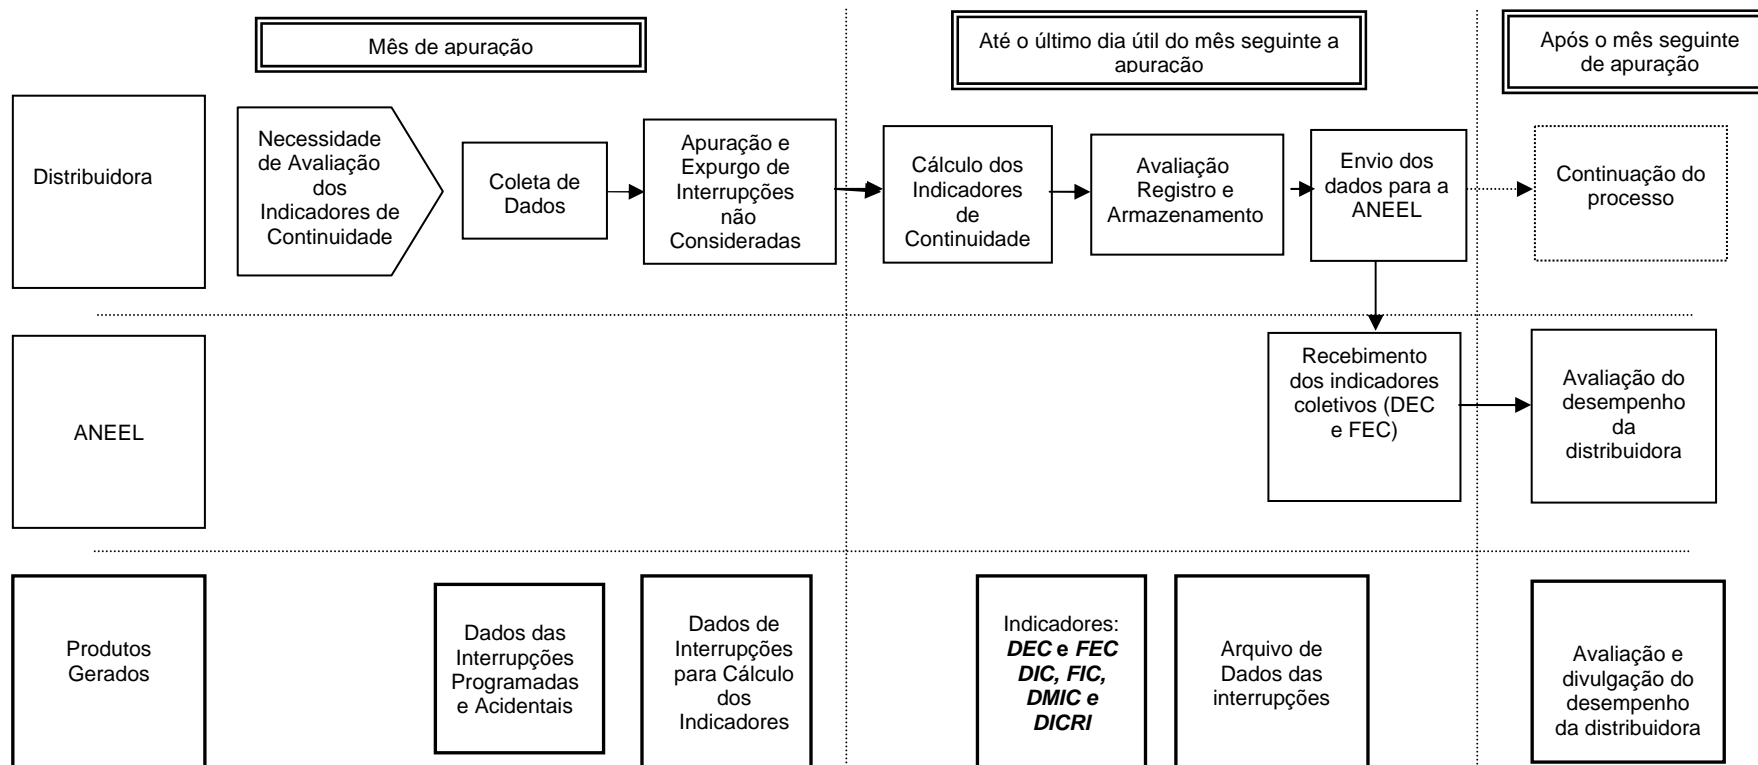 Mês de apuração
Até o último dia útil do mês seguinte a
apuração
Após o mês seguinte
de apuração
Distribuidora
Necessidade
de Avaliação
dos
Indicadores de
Continuidade
Coleta de
Dados
Apuração e
Expurgo de
Interrupções
não
Consideradas
Cálculo dos
Indicadores
de
Continuidade
Avaliação
Registro e
Armazenamento
Envio dos
dados para a
ANEEL
Continuação do
processo
ANEEL
Recebimento
dos indicadores
coletivos (DEC
e FEC)
Avaliação do
desempenho
da
distribuidora
Produtos
Gerados
Dados das
Interrupções
Programadas
e Acidentais
Dados de
Interrupções
para Cálculo
dos
Indicadores
Indicadores:
DEC e FEC
DIC, FIC,
DMIC e
DICRI
Arquivo de
Dados das
interrupções
Avaliação e
divulgação do
desempenho
da distribuidora